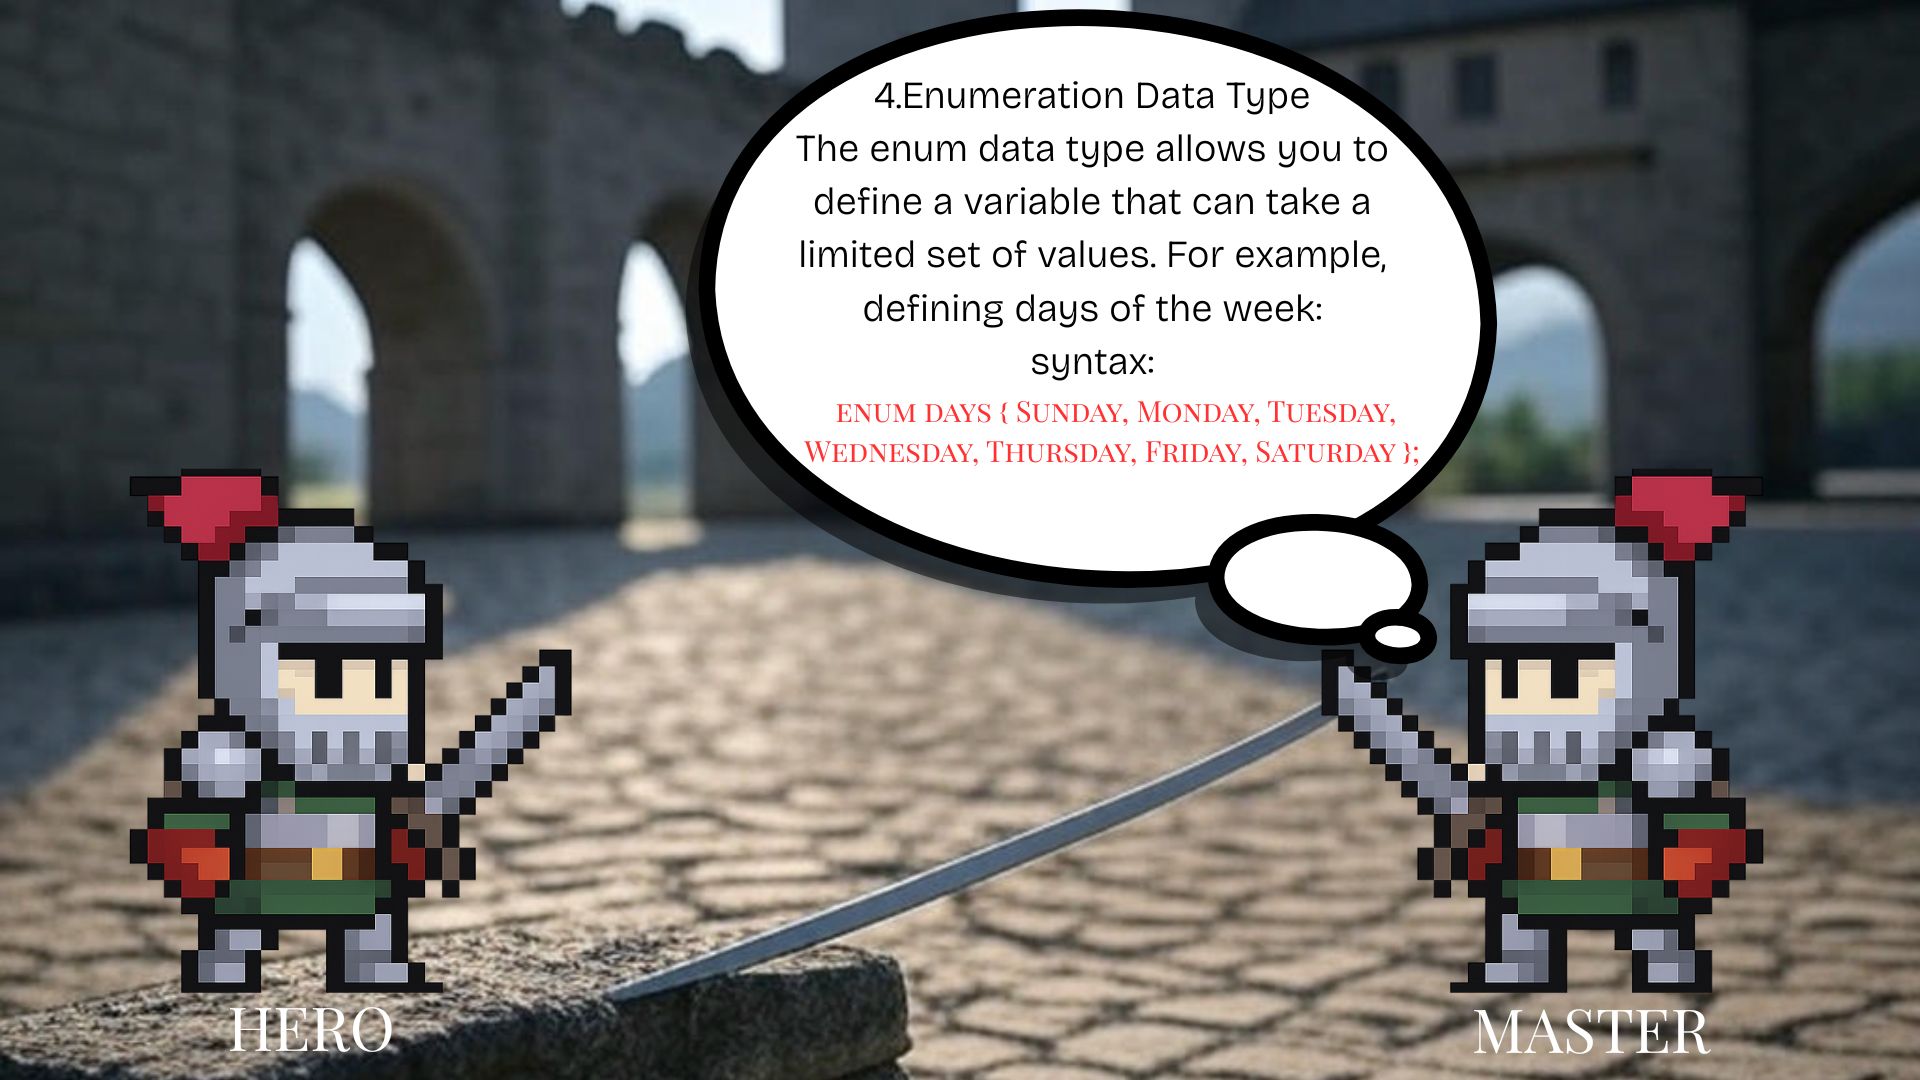 4.Enumeration Data Type
The enum data type allows you to
define a variable that can take a
limited set of values. For example,
defining days of the week:
syntax:
enum days { Sunday, Monday, Tuesday,
Wednesday, Thursday, Friday, Saturday };
HERO
MASTER